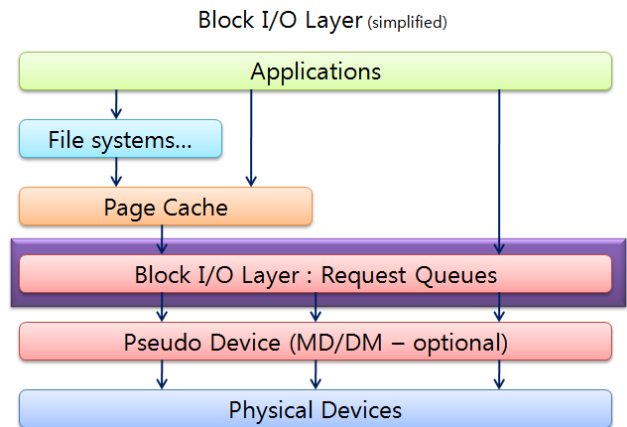 Block I/O Layer (simplified)
Applications
File systems...
Page Cache
Block I/O Layer : Request Queues
Pseudo Device (MD/DM – optional)
Physical Devices